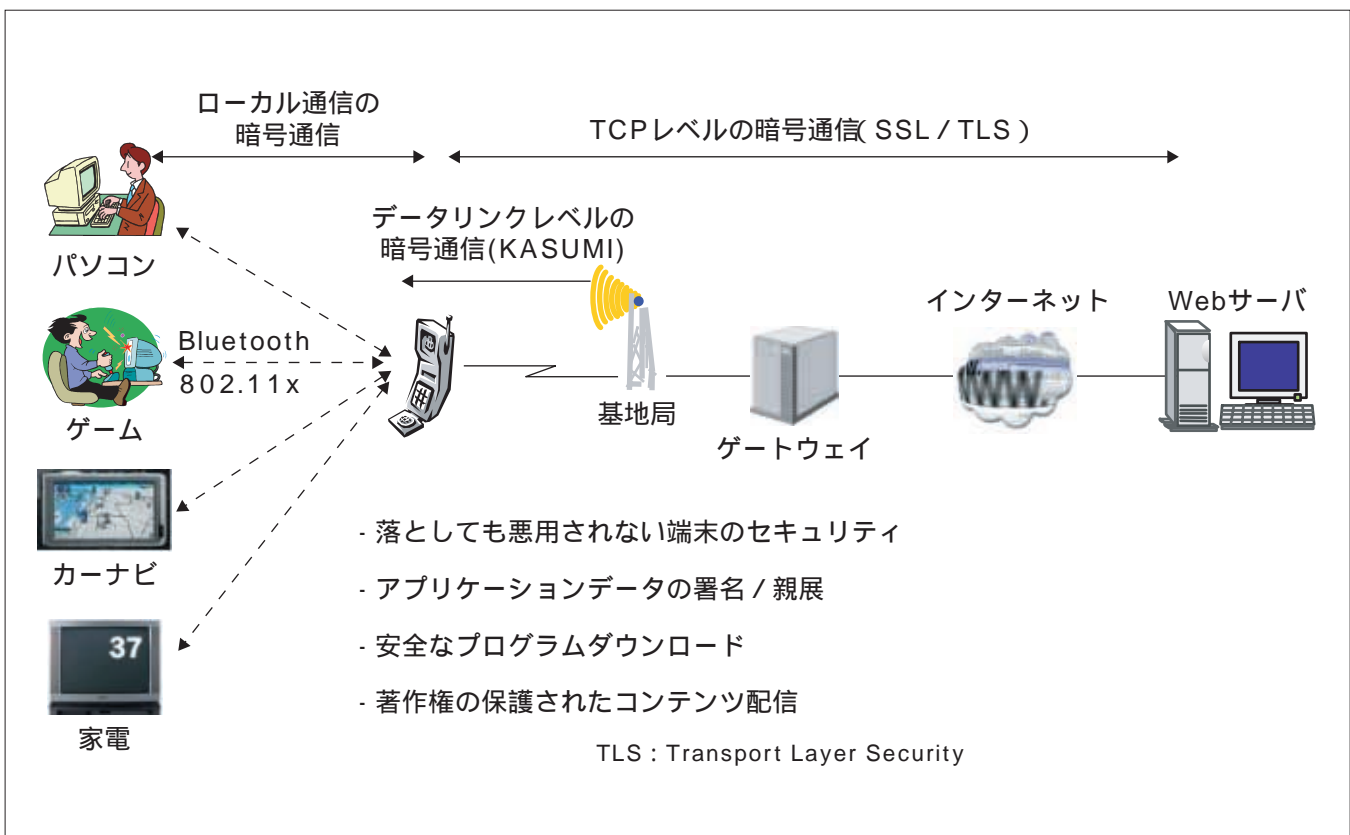 ローカル通信の
暗号通信
TCPレベルの暗号通信( SSL / TLS )
データリンクレベルの
暗号通信(KASUMI)
パソコン
インターネット
Webサーバ
Bluetooth
802.11x
WWW
基地局
ゲーム
ゲートウェイ
- 落としても悪用されない端末のセキュリティ
カーナビ
- アプリケーションデータの署名 / 親展
37
- 安全なプログラムダウンロード
- 著作権の保護されたコンテンツ配信
家電
TLS : Transport Layer Security